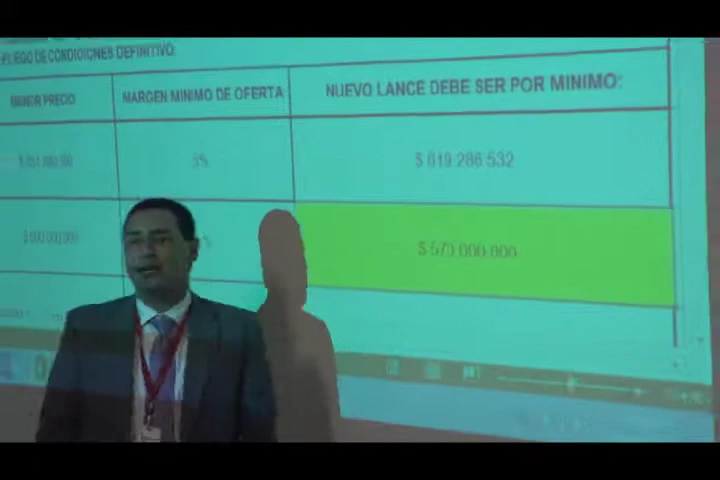 PLIEGO DE CONDICIONES DEFINITIVO.
MENOR PRECIO MARGEN MINIMO DE OFERTA NUEVO LANCE DEBE SER POR MINIMO:
$ 619.286.532
$ 570.000.000